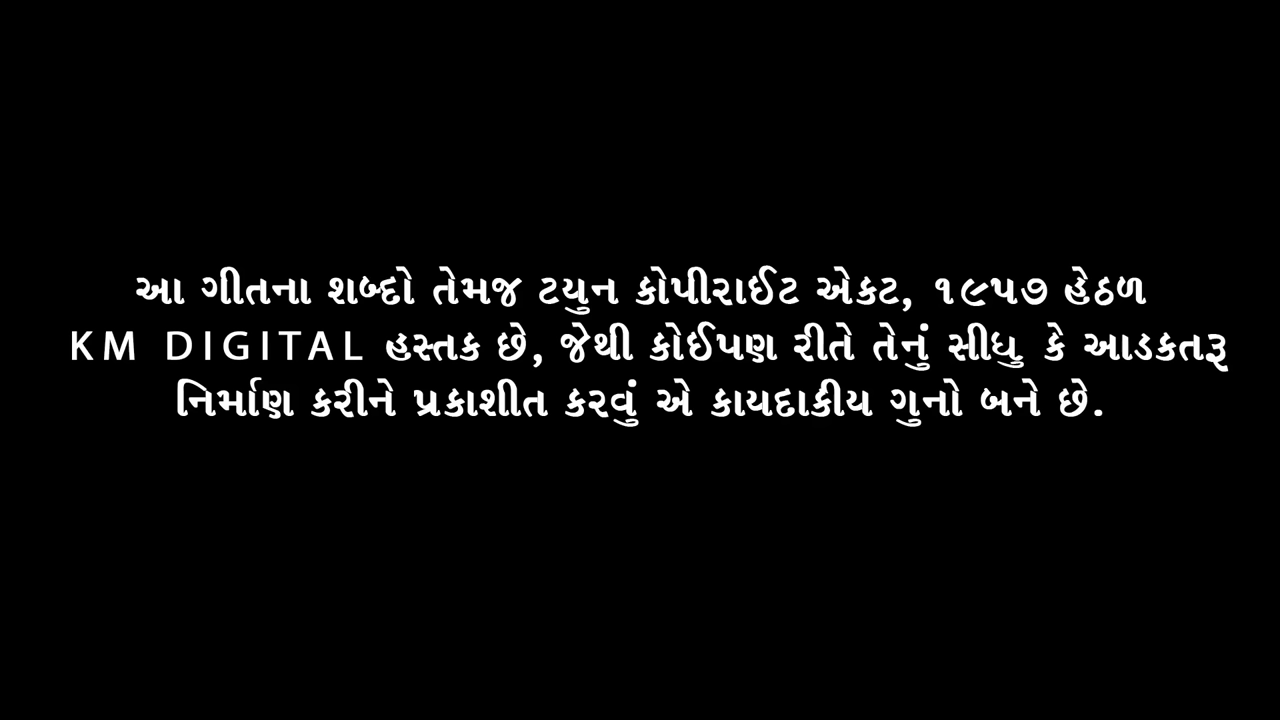 આ ગીતના શબ્દો તેમજ ટયુન કોપીરાઈટ એકટ, ૧૯૫૭ હેઠળ
KM DIGITAL હસ્તક છે, જેથી કોઈપણ રીતે તેનું સીધુ કે આડકતરૂ
નિર્માણ કરીને પ્રકાશીત કરવું એ કાયદાકીય ગુનો બને છે.